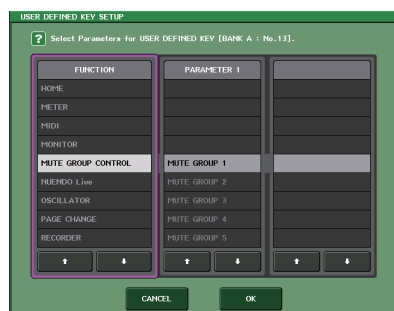 USER DEFINED KEY SETUP
? Select Parameters for USER DEFINED KEY [BANK A : No.13].
FUNCTION
PARAMETER 1
HOME
METER
MIDI
MONITOR
MUTE GROUP CONTROL
MUTE GROUP 1
NUENDO Live
MUTE GROUP 2
OSCILLATOR
MUTE GROUP 3
PAGE CHANGE
MUTE GROUP 4
RECORDER
MUTE GROUP 5
CANCEL
OK